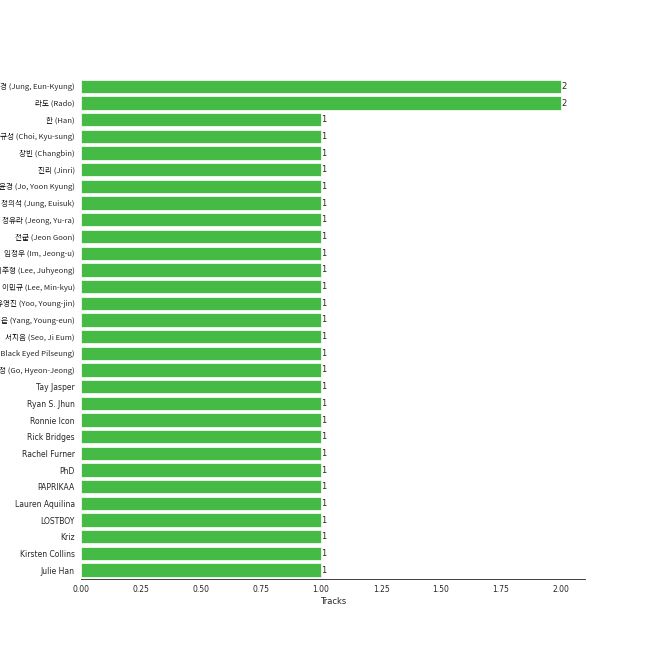 경 (Jung, Eun-Kyung) 2
라도 (Rado) 2
한 (Han) 1
규성 (Choi, Kyu-sung) 1
창빈 (Changbin) 1
진리 (Jinri) 1
윤경 (Jo, Yoon Kyung) 1
정의석 (Jung, Euisuk) 1
정유라 (Jeong, Yu-ra) 1
전군 (Jeon Goon) 1
임정우 (Im, Jeong-u) 1
이주형 (Lee, Juhyeong) 1
이민규 (Lee, Min-kyu) 1
유영진 (Yoo, Young-jin) 1
은 (Yang, Young-eun) 1
서지음 (Seo, Ji Eum) 1
Black Eyed Pilseung) 1
정 (Go, Hyeon-Jeong) 1
Tay Jasper 1
Ryan S. Jhun 1
Ronnie Icon 1
Rick Bridges 1
Rachel Furner 1
PhD 1
PAPRIKAA 1
Lauren Aquilina 1
LOSTBOY 1
Kriz 1
Kirsten Collins 1
Julie Han 1
0.00 0.25 0.50 0.75 1.00 1.25 1.50 1.75 2.00
Tracks